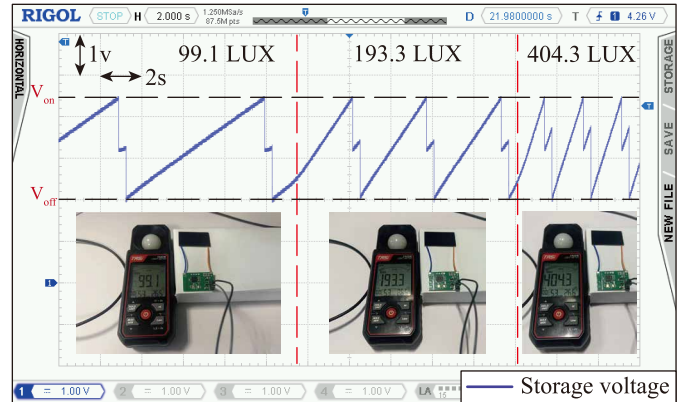 RIGOL STOP H 2.000 s 1.250MSa/s 87.5M pts D 21.9800000 s T 1 4.26 V
HORIZONTAL
1v
2s
99.1 LUX
193.3 LUX
404.3 LUX
Von
Voff
STORAGE
SAVE
NEW FILE
T
T
T
1
99.1
193.3
404.3
1 = 1.00 V 2 = 1.00 V 3 = 1.00 V 4 = 1.00 V LA 15
Storage voltage